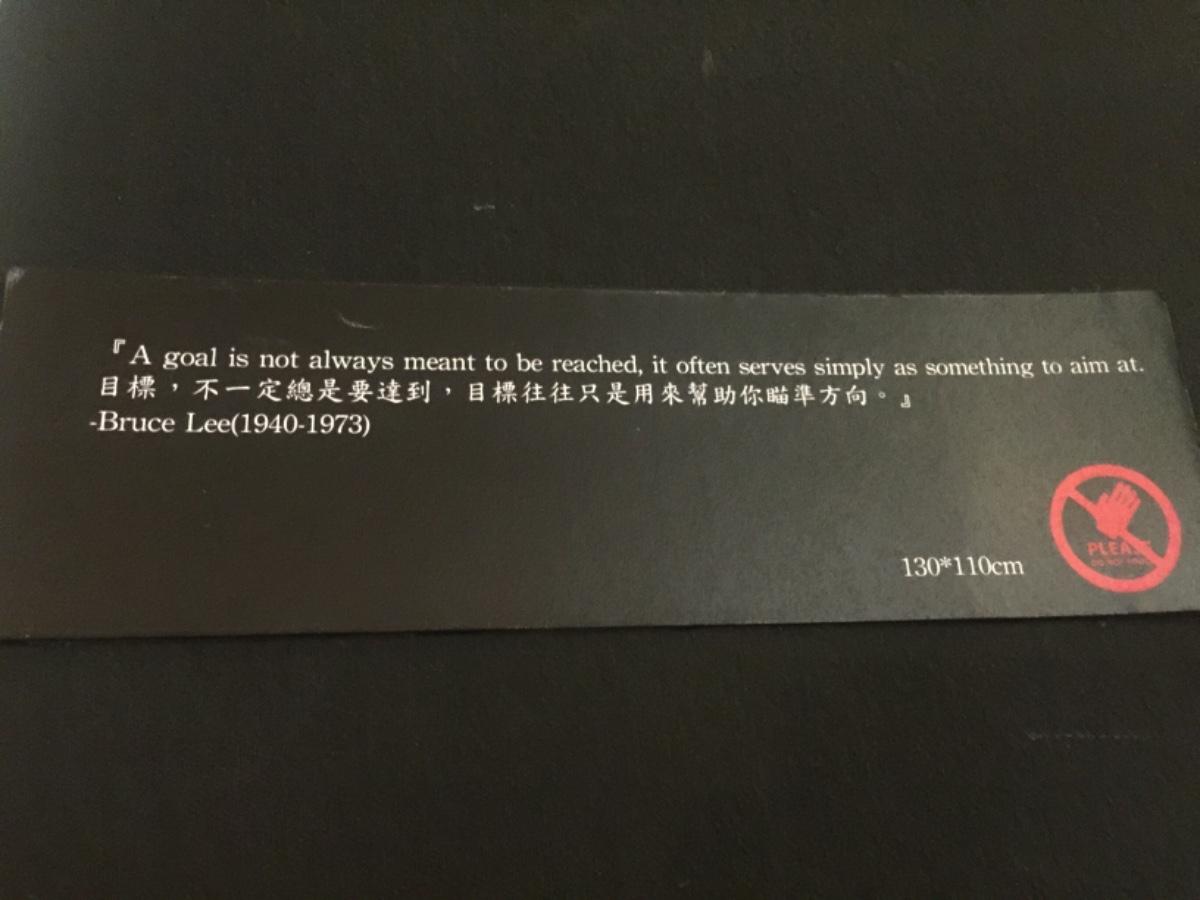 『A goal is not always meant to be reached, it often serves simply as something to aim at.
目標，不一定總是要達到，目標往往只是用來幫助你瞄準方向。』
-Bruce Lee(1940-1973)
130*110cm
PLEASE